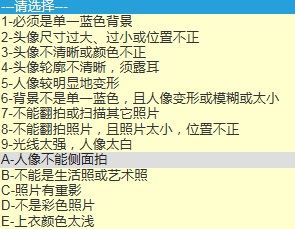 ---请选择---
1-必须是单一蓝色背景
2-头像尺寸过大、过小或位置不正
3-头像不清晰或颜色不正
4-头像轮廓不清晰，须露耳
5-人像较明显地变形
6-背景不是单一蓝色，且人像变形或模糊或太小
7-不能翻拍或扫描其它照片
8-不能翻拍照片，且照片太小，位置不正
9-光线太强，人像太白
A-人像不能侧面拍
B-不能是生活照或艺术照
C-照片有重影
D-不是彩色照片
E-上衣颜色太浅